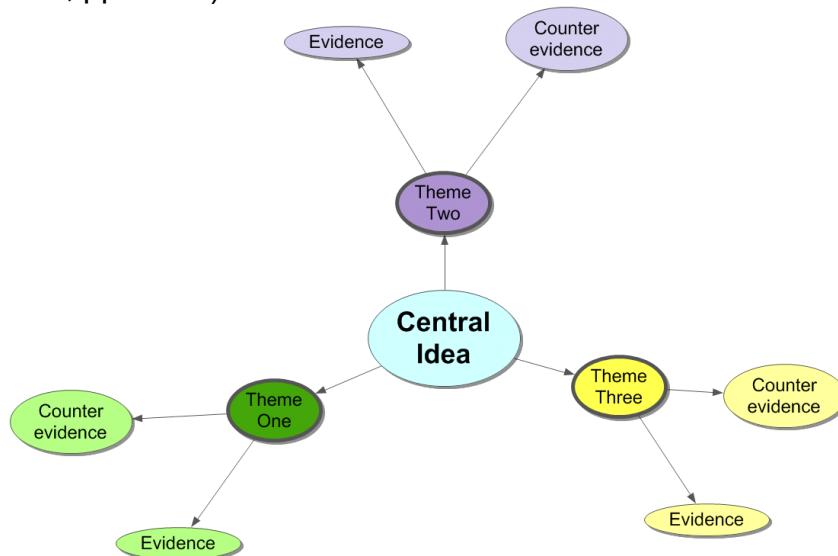 Evidence
Counter
evidence
Theme
Two
Central
Idea
Theme
One
Theme
Three
Counter
evidence
Counter
evidence
Evidence
Evidence